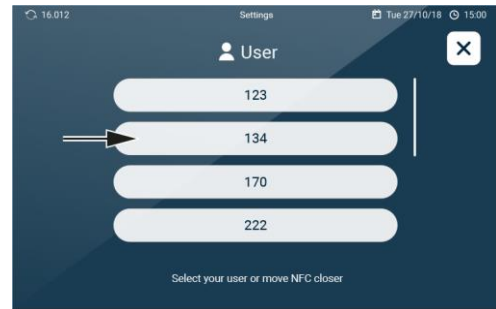 16.012 Settings Tue 27/10/18 15:00
User
123
134
170
222
Select your user or move NFC closer